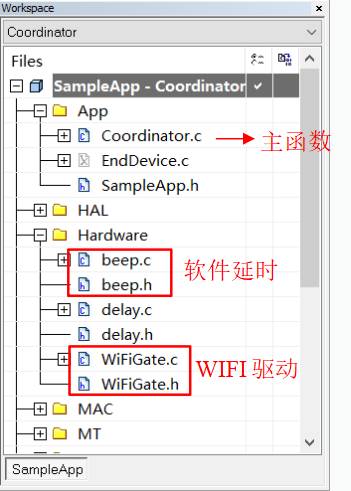 Workspace
Coordinator
Files
SampleApp - Coordinator
App
Coordinator.c
主函数
EndDevice.c
SampleApp.h
HAL
Hardware
beep.c
软件延时
beep.h
delay.c
delay.h
WiFiGate.c
WIFI 驱动
WiFiGate.h
MAC
MT
SampleApp